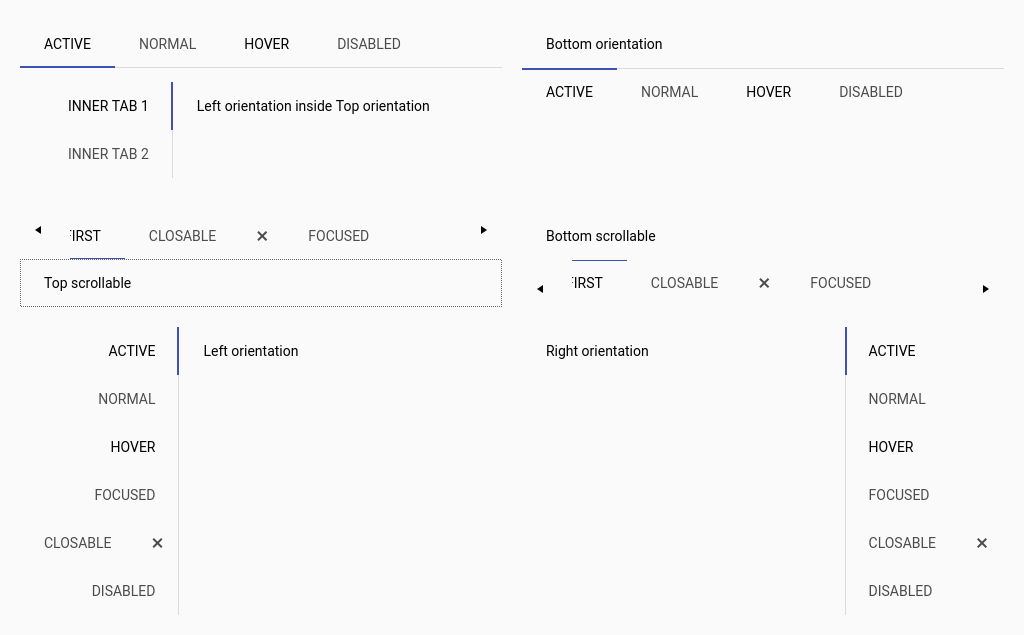 ACTIVE NORMAL HOVER DISABLED
INNER TAB 1 Left orientation inside Top orientation
INNER TAB 2
Bottom orientation
ACTIVE NORMAL HOVER DISABLED
FIRST CLOSABLE FOCUSED
Top scrollable
Bottom scrollable
FIRST CLOSABLE FOCUSED
ACTIVE Left orientation
NORMAL
HOVER
FOCUSED
CLOSABLE
DISABLED
Right orientation ACTIVE
NORMAL
HOVER
FOCUSED
CLOSABLE
DISABLED